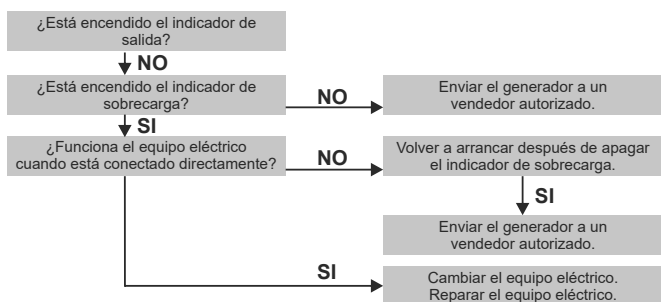 ¿Está encendido el indicador de
salida?
NO
¿Está encendido el indicador de
sobrecarga?
NO
Enviar el generador a un
vendedor autorizado.
SI
¿Funciona el equipo eléctrico
cuando está conectado directamente?
NO
Volver a arrancar después de apagar
el indicador de sobrecarga.
SI
Enviar el generador a un
vendedor autorizado.
SI
Cambiar el equipo eléctrico.
Reparar el equipo eléctrico.